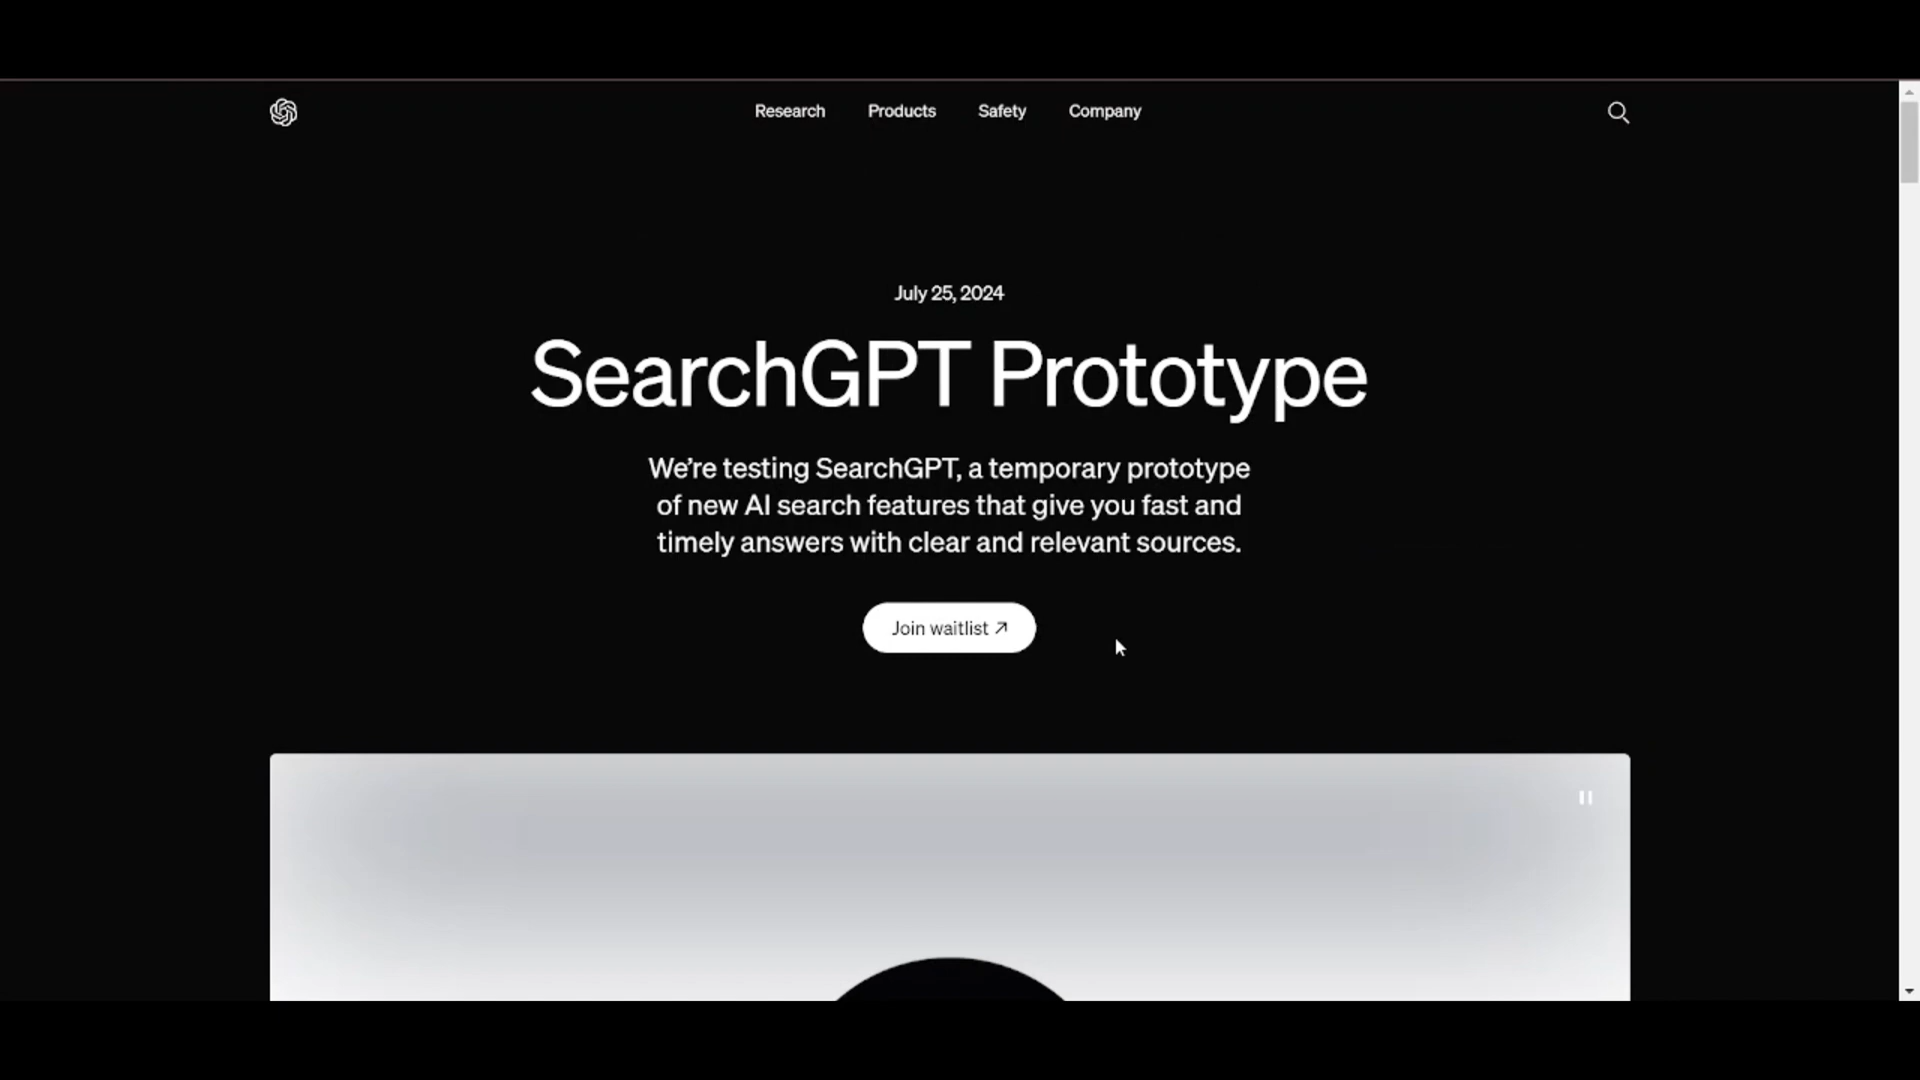 Research Products Safety Company
July 25, 2024
SearchGPT Prototype
We’re testing SearchGPT, a temporary prototype
of new AI search features that give you fast and
timely answers with clear and relevant sources.
Join waitlist ↗